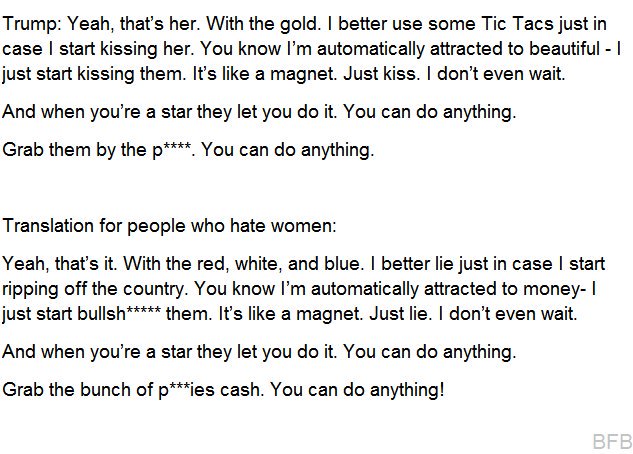 Trump: Yeah, that's her. With the gold. I better use some Tic Tacs just in
case I start kissing her. You know I'm automatically attracted to beautiful - I
just start kissing them. It's like a magnet. Just kiss. I don't even wait.
And when you're a star they let you do it. You can do anything.
Grab them by the p****. You can do anything.
Translation for people who hate women:
Yeah, that's it. With the red, white, and blue. I better lie just in case I start
ripping off the country. You know I'm automatically attracted to money- I
just start bullsh***** them. It's like a magnet. Just lie. I don't even wait.
And when you're a star they let you do it. You can do anything.
Grab the bunch of p***ies cash. You can do anything!
BFB